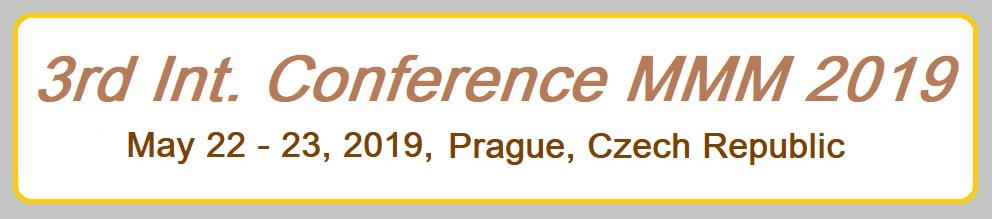 3rd Int. Conference MMM 2019
May 22 - 23, 2019, Prague, Czech Republic